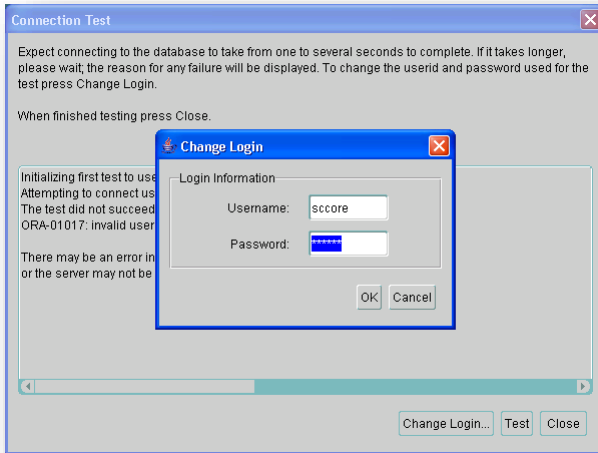 Connection Test
Expect connecting to the database to take from one to several seconds to complete. If it takes longer,
please wait; the reason for any failure will be displayed. To change the userid and password used for the
test press Change Login.
When finished testing press Close.
Change Login
Initializing first test to use
Attempting to connect us
The test did not succeed
ORA-01017: invalid user
There may be an error in
or the server may not be
Login Information
Username: sccore
Password: ******
OK Cancel
Change Login... Test Close